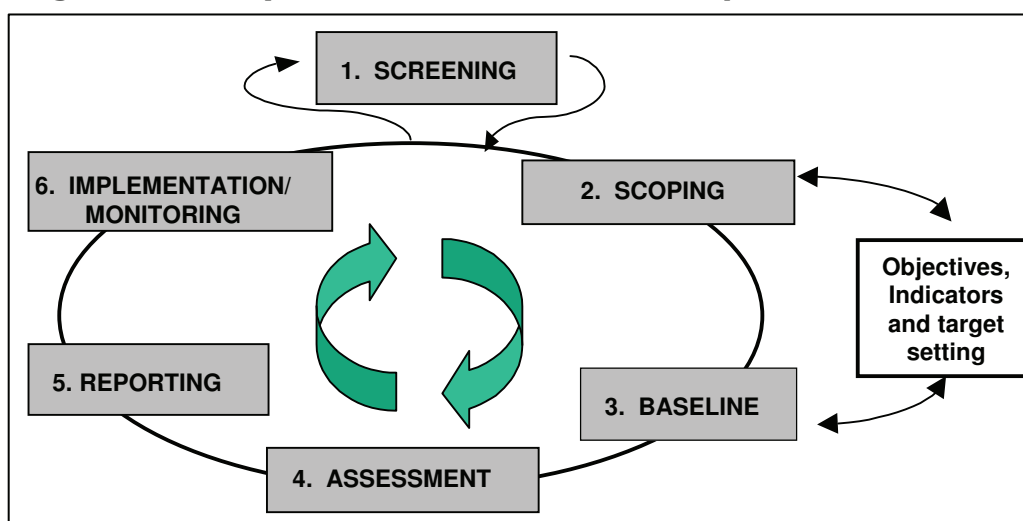 1. SCREENING
2. SCOPING
Objectives,
Indicators
and target
setting
3. BASELINE
4. ASSESSMENT
5. REPORTING
6. IMPLEMENTATION/
MONITORING